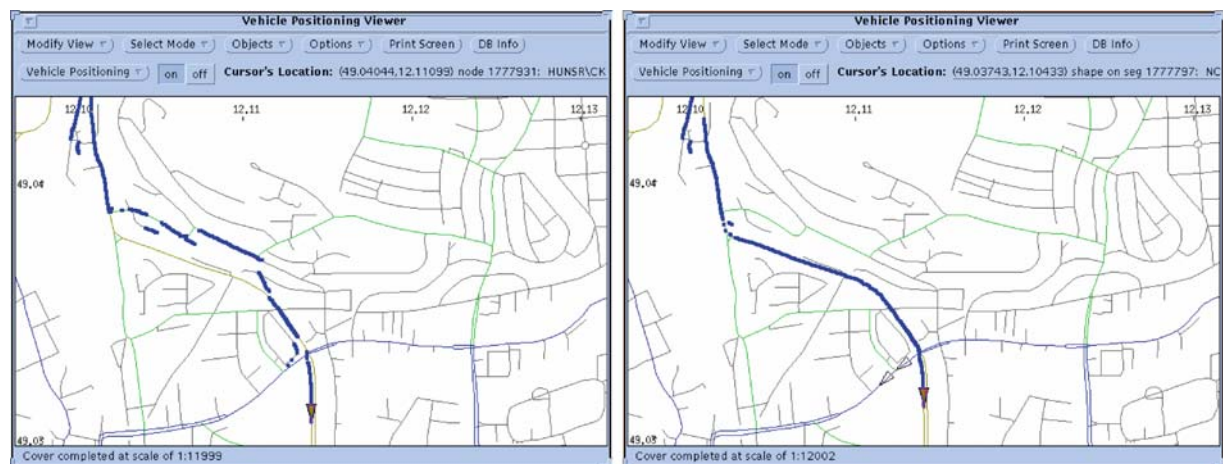 Vehicle Positioning Viewer
Modify View Select Mode Objects Options Print Screen DB Info
Vehicle Positioning on off Cursor's Location: (49.04044,12.11099) node 1777931: HUNSR\CK
12.10 12.11 12.12 12.13
49.04
49.03
Cover completed at scale of 1:11999
Vehicle Positioning Viewer
Modify View Select Mode Objects Options Print Screen DB Info
Vehicle Positioning on off Cursor's Location: (49.03743,12.10433) shape on seg 1777797: NC
12.10 12.11 12.12 12.13
49.04
49.03
Cover completed at scale of 1:12002